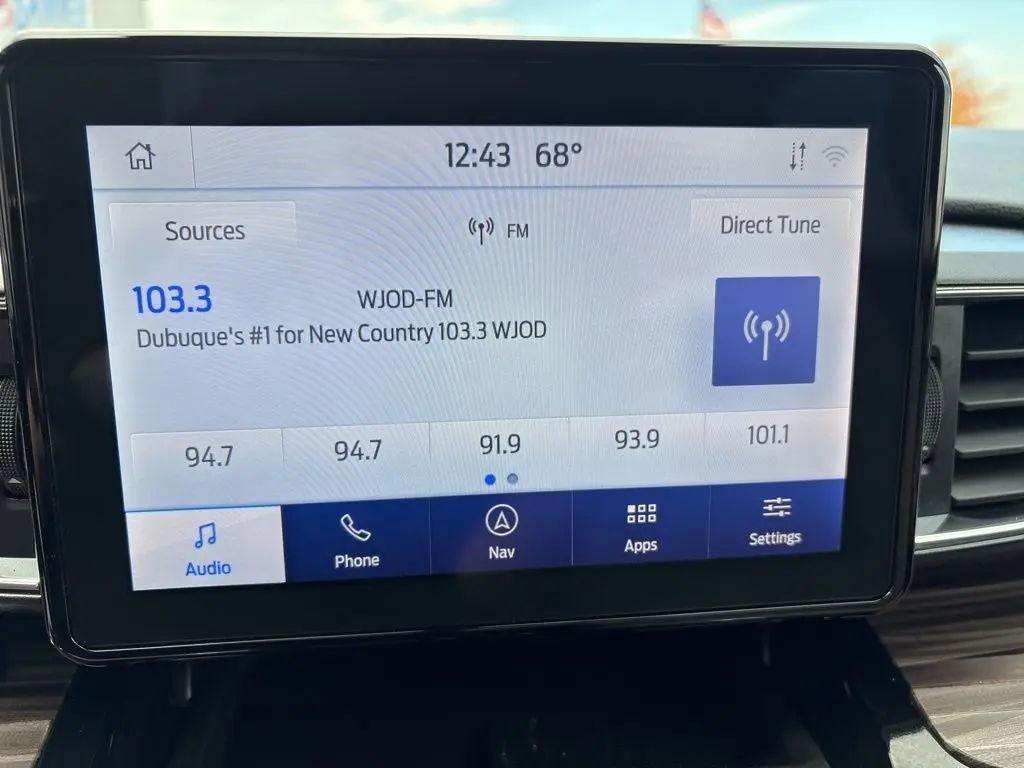 12:43 68°
Sources
FM
Direct Tune
103.3
WJOD-FM
Dubuque's #1 for New Country 103.3 WJOD
94.7
94.7
91.9
93.9
101.1
Audio
Phone
Nav
Apps
Settings